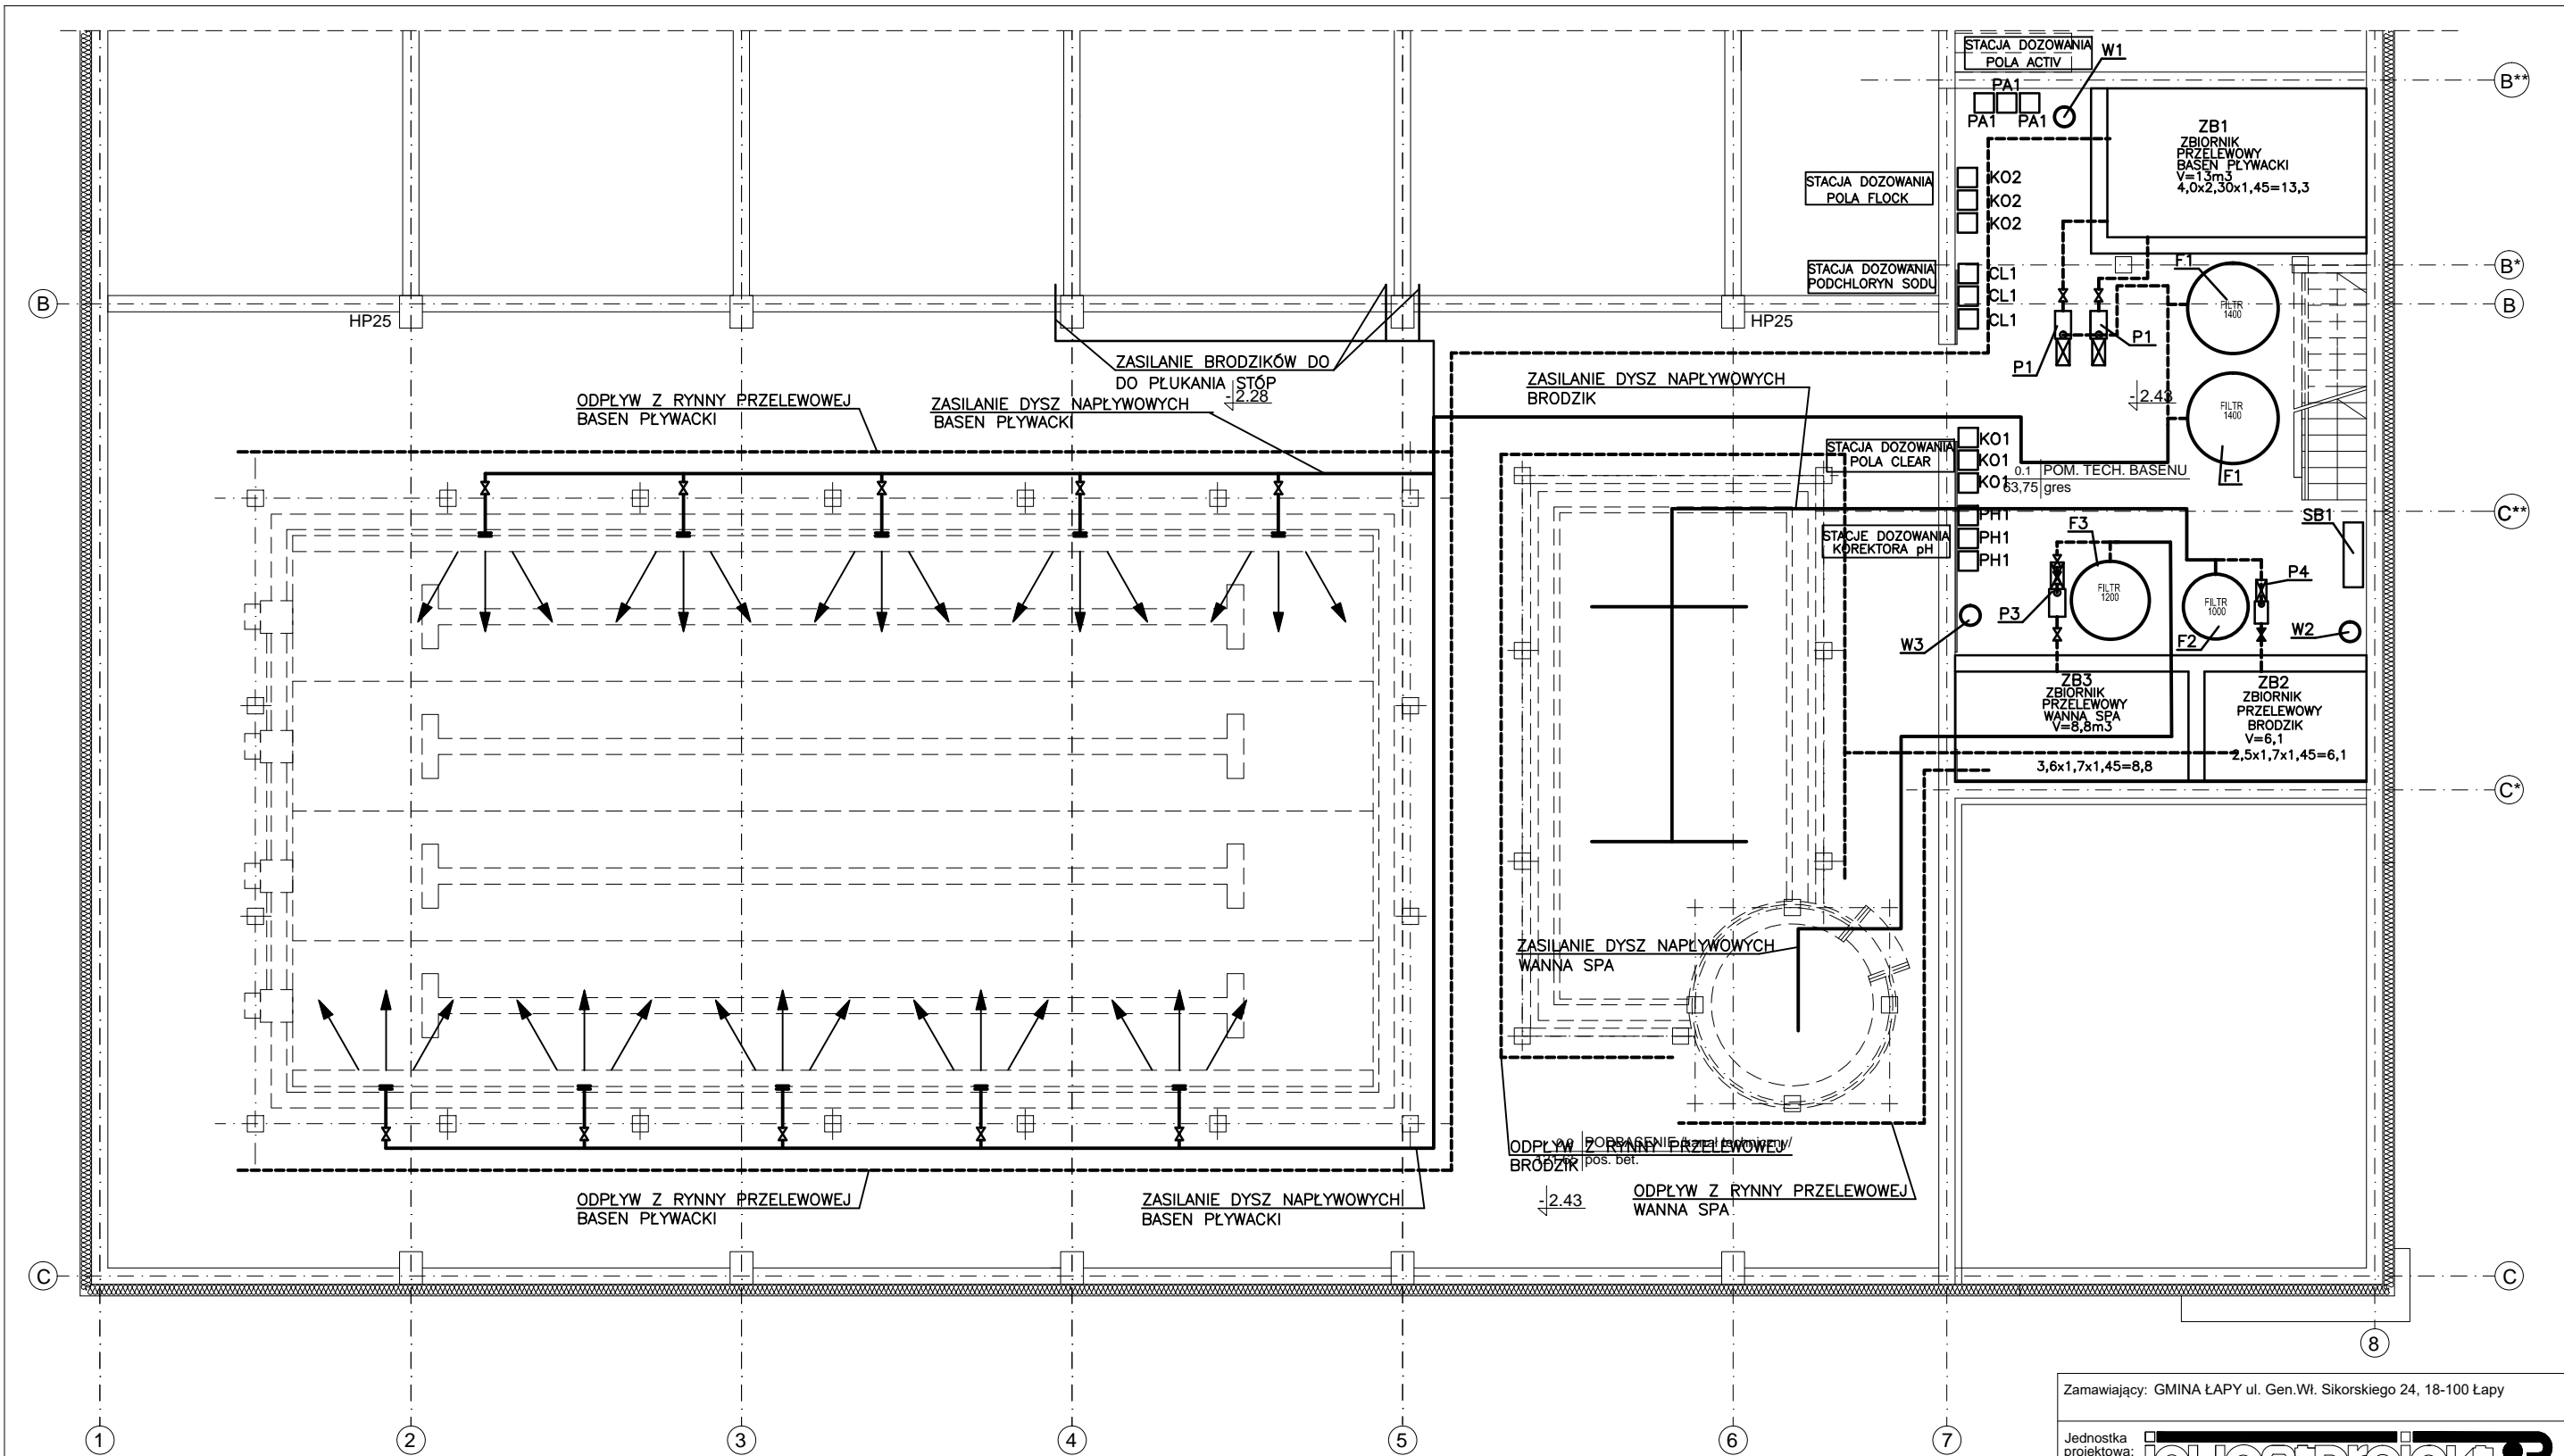 STACJA DOZOWANIA
POLA ACTIV
W1
B**
PA1
PA1
PA1
ZB1
ZBIORNIK
PRZELEWOWY
BASEN PŁYWACKI
V=13m3
4,0x2,30x1,45=13,3
STACJA DOZOWANIA
POLA FLOCK
KO2
KO2
KO2
STACJA DOZOWANIA
PODCHLORYN SODU
CL1
CL1
CL1
F1
B*
B
B
HP25
HP25
FILTR
1400
P1
P1
ZASILANIE BRODZIKÓW DO
DO PŁUKANIA STÓP
-2.28
ZASILANIE DYSZ NAPŁYWOWYCH
BRODZIK
-2.43
ODPŁYW Z RYNNY PRZELEWOWEJ
BASEN PŁYWACKI
ZASILANIE DYSZ NAPŁYWOWYCH
BASEN PŁYWACKI
FILTR
1400
F1
STACJA DOZOWANIA
POLA CLEAR
KO1
KO1
KO1
0.1 POM. TECH. BASENU
63,75 gres
C**
STACJE DOZOWANIA
KOREKTORA pH
PH1
PH1
PH1
F3
SB1
P4
FILTR
1200
FILTR
1000
P3
F2
W2
W3
ZB3
ZBIORNIK
PRZELEWOWY
WANNA SPA
V=8,8m3
3,6x1,7x1,45=8,8
ZB2
ZBIORNIK
PRZELEWOWY
BRODZIK
V=6,1
2,5x1,7x1,45=6,1
C*
ZASILANIE DYSZ NAPŁYWOWYCH
WANNA SPA
PODBASENIE /kanał techniczny/
ODPŁYW Z RYNNY PRZELEWOWEJ
BRODZIK
pos. bet.
-2.43
ODPŁYW Z RYNNY PRZELEWOWEJ
WANNA SPA
ODPŁYW Z RYNNY PRZELEWOWEJ
BASEN PŁYWACKI
ZASILANIE DYSZ NAPŁYWOWYCH
BASEN PŁYWACKI
C
C
8
Zamawiający: GMINA ŁAPY ul. Gen.Wł. Sikorskiego 24, 18-100 Łapy
Jednostka
projektowa:
1
2
3
4
5
6
7